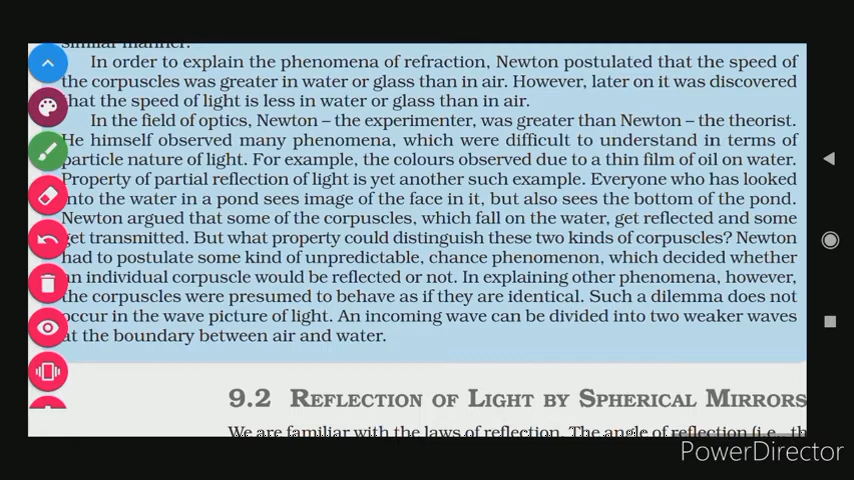 similar manner.
In order to explain the phenomena of refraction, Newton postulated that the speed of
the corpuscles was greater in water or glass than in air. However, later on it was discovered
that the speed of light is less in water or glass than in air.
In the field of optics, Newton – the experimenter, was greater than Newton – the theorist.
He himself observed many phenomena, which were difficult to understand in terms of
particle nature of light. For example, the colours observed due to a thin film of oil on water.
Property of partial reflection of light is yet another such example. Everyone who has looked
into the water in a pond sees image of the face in it, but also sees the bottom of the pond.
Newton argued that some of the corpuscles, which fall on the water, get reflected and some
get transmitted. But what property could distinguish these two kinds of corpuscles? Newton
had to postulate some kind of unpredictable, chance phenomenon, which decided whether
an individual corpuscle would be reflected or not. In explaining other phenomena, however,
the corpuscles were presumed to behave as if they are identical. Such a dilemma does not
occur in the wave picture of light. An incoming wave can be divided into two weaker waves
at the boundary between air and water.
9.2 REFLECTION OF LIGHT BY SPHERICAL MIRRORS
We are familiar with the laws of reflection. The angle of reflection (i.e., th
PowerDirector